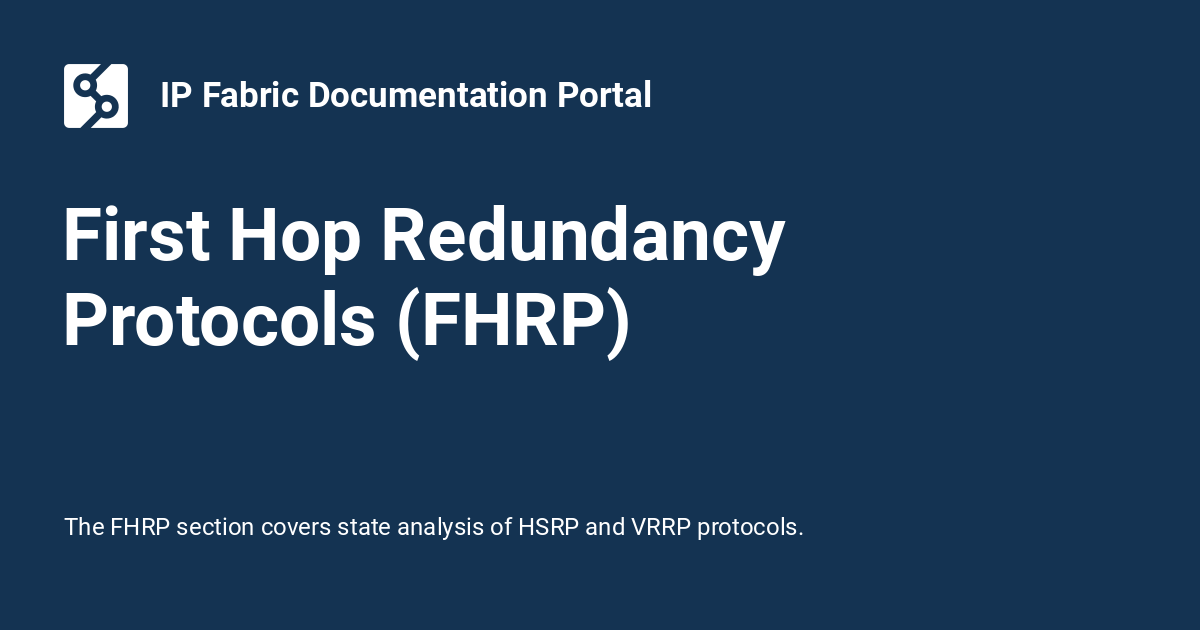 IP Fabric Documentation Portal
First Hop Redundancy
Protocols (FHRP)
The FHRP section covers state analysis of HSRP and VRRP protocols.